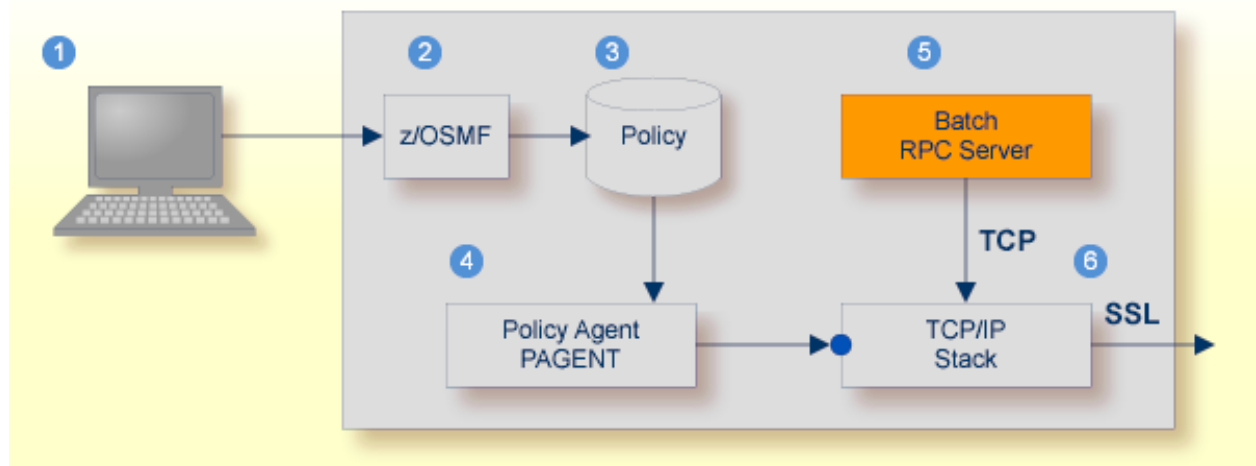 1
2
3
5
z/OSMF
Policy
Batch
RPC Server
TCP
4
6
Policy Agent
PAGENT
TCP/IP
Stack
SSL